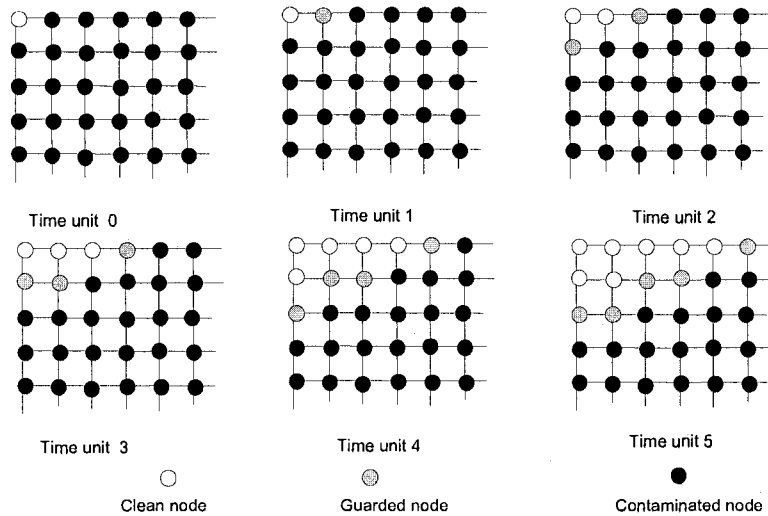 Time unit 0
Time unit 1
Time unit 2
Time unit 3
Time unit 4
Time unit 5
Clean node
Guarded node
Contaminated node